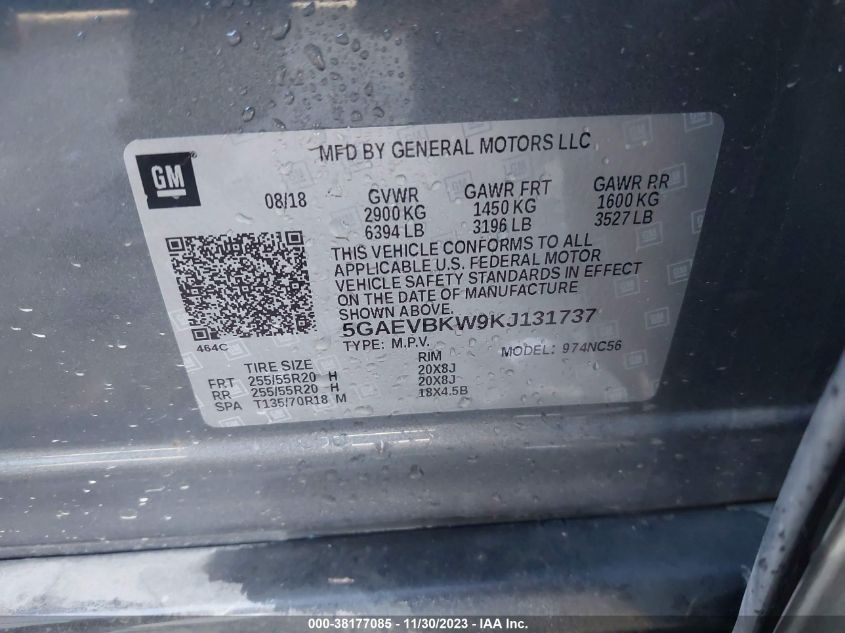 MFD BY GENERAL MOTORS LLC
GM
08/18 GVWR GAWR FRT GAWR RR
2900 KG 1450 KG 1600 KG
6394 LB 3196 LB 3527 LB
THIS VEHICLE CONFORMS TO ALL
APPLICABLE U.S. FEDERAL MOTOR
VEHICLE SAFETY STANDARDS IN EFFECT
ON THE DATE OF MANUFACTURE
SHOWN ABOVE.
5GAEVBKW9KJ131737
464C
TYPE: M.P.V. MODEL: 974NC56
TIRE SIZE RIM
FRT 255/55R20 H 20X8J
RR 255/55R20 H 20X8J
SPA T135/70R18 M 18X4.5B
000-38177085 - 11/30/2023 - IAA Inc.